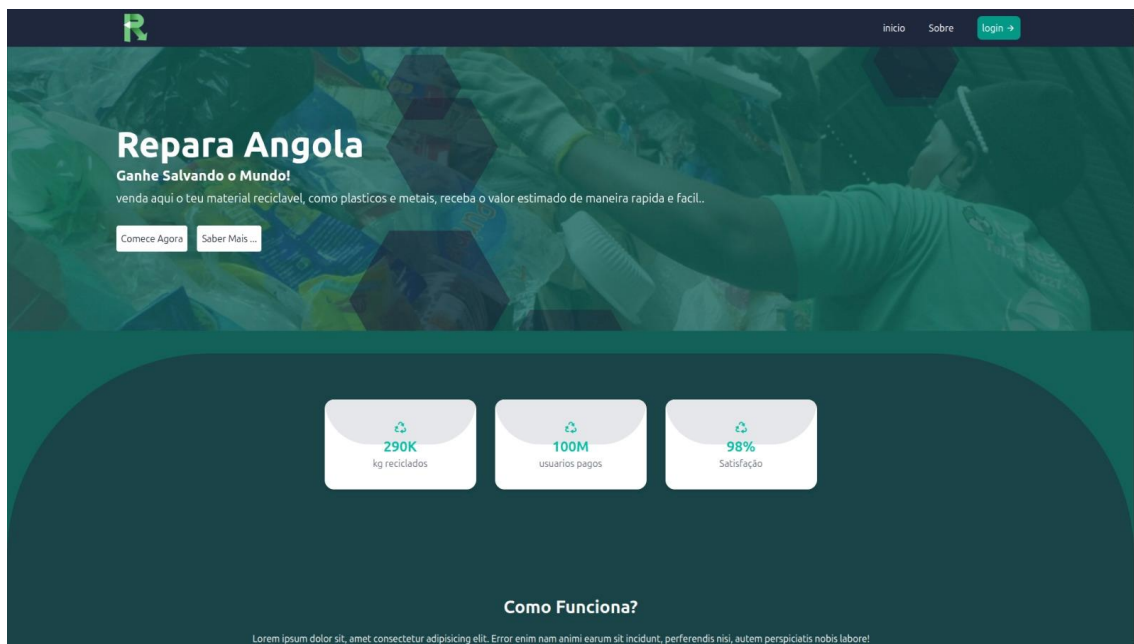 R
inicio Sobre login →
Repara Angola
Ganhe Salvando o Mundo!
venda aqui o teu material reciclavel, como plasticos e metais, receba o valor estimado de maneira rapida e facil..
Comece Agora Saber Mais ...
290K 100M 98%
kg reciclados usuarios pagos Satisfação
Como Funciona?
Lorem ipsum dolor sit, amet consectetur adipisicing elit. Error enim nam animi earum sit incidunt, perferendis nisi, autem perspiciatis nobis labore!